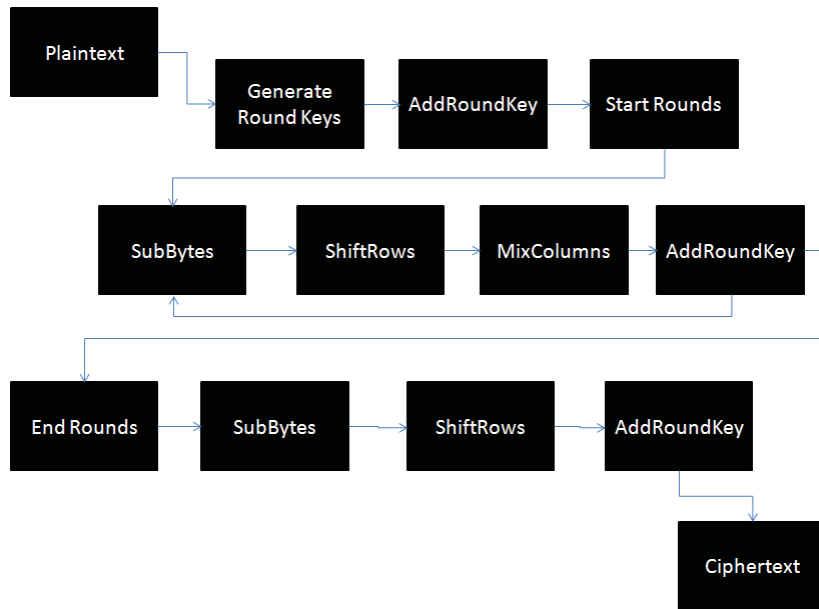 Plaintext
Generate
Round Keys
AddRoundKey
Start Rounds
SubBytes
ShiftRows
MixColumns
AddRoundKey
End Rounds
SubBytes
ShiftRows
AddRoundKey
Ciphertext